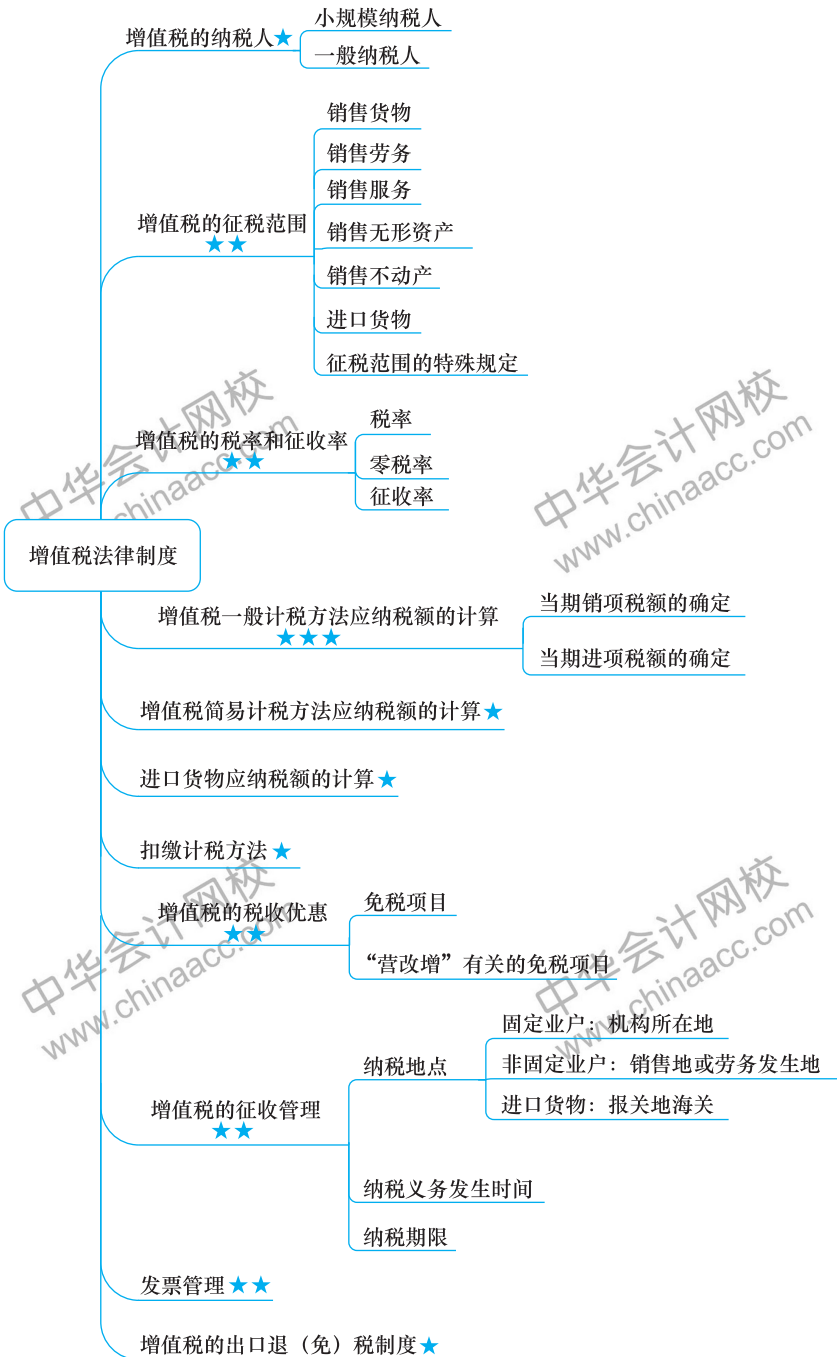 增值税的纳税人★
小规模纳税人
一般纳税人
增值税的征税范围
★★
销售货物
销售劳务
销售服务
销售无形资产
销售不动产
进口货物
征税范围的特殊规定
增值税的税率和征收率
★★
税率
零税率
征收率
增值税法律制度
增值税一般计税方法应纳税额的计算
★★★
当期销项税额的确定
当期进项税额的确定
增值税简易计税方法应纳税额的计算★
进口货物应纳税额的计算★
扣缴计税方法★
增值税的税收优惠
★★
免税项目
“营改增”有关的免税项目
增值税的征收管理
★★
纳税地点
固定业户：机构所在地
非固定业户：销售地或劳务发生地
进口货物：报关地海关
纳税义务发生时间
纳税期限
发票管理★★
增值税的出口退（免）税制度★
中华会计网校
www.chinaacc.com
中华会计网校
www.chinaacc.com
中华会计网校
www.chinaacc.com
中华会计网校
www.chinaacc.com